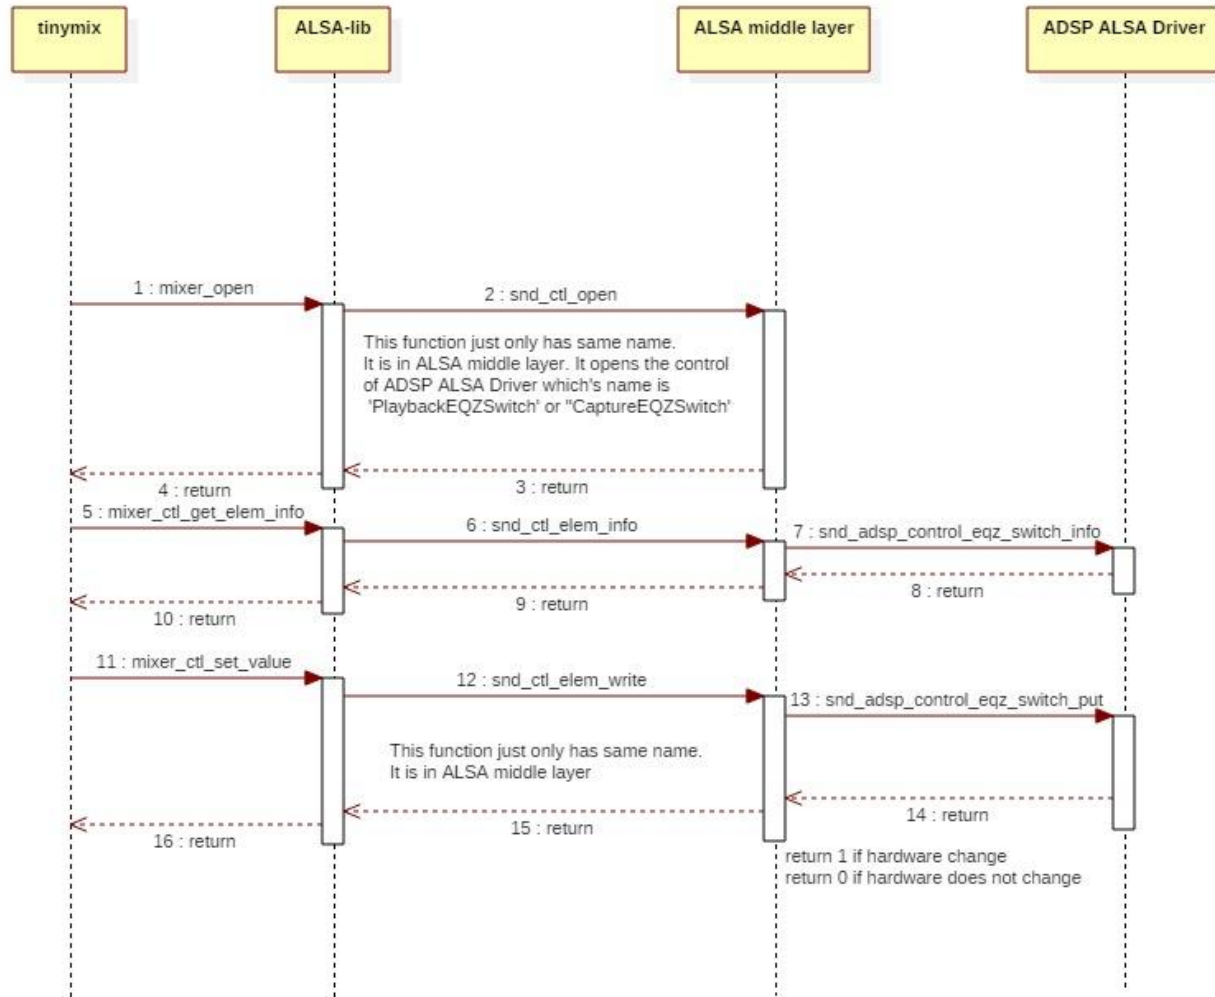 tinymix
ALSA-lib
ALSA middle layer
ADSP ALSA Driver
1 : mixer_open
2 : snd_ctl_open
This function just only has same name.
It is in ALSA middle layer. It opens the control
of ADSP ALSA Driver which's name is
'PlaybackEQZSwitch' or "CaptureEQZSwitch'
3 : return
4 : return
5 : mixer_ctl_get_elem_info
6 : snd_ctl_elem_info
7 : snd_adsp_control_eqz_switch_info
8 : return
9 : return
10 : return
11 : mixer_ctl_set_value
12 : snd_ctl_elem_write
13 : snd_adsp_control_eqz_switch_put
This function just only has same name.
It is in ALSA middle layer
14 : return
15 : return
16 : return
return 1 if hardware change
return 0 if hardware does not change